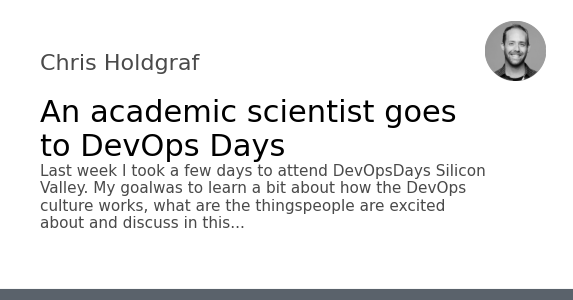 Chris Holdgraf
An academic scientist goes
to DevOps Days
Last week I took a few days to attend DevOpsDays Silicon
Valley. My goalwas to learn a bit about how the DevOps
culture works, what are the thingspeople are excited
about and discuss in this...